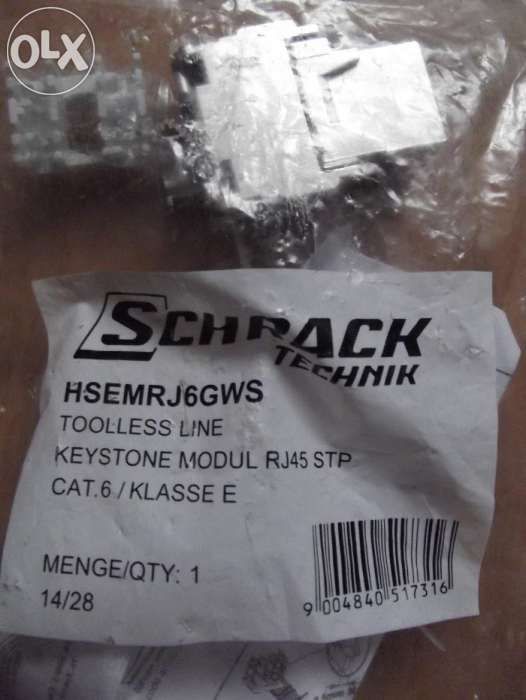 OLX
SCHRACK
TECHNIK
HSEMRJ6GWS
TOOLLESS LINE
KEYSTONE MODUL RJ45 STP
CAT.6 / KLASSE E
MENGE/QTY: 1
14/28
9 004840 517316